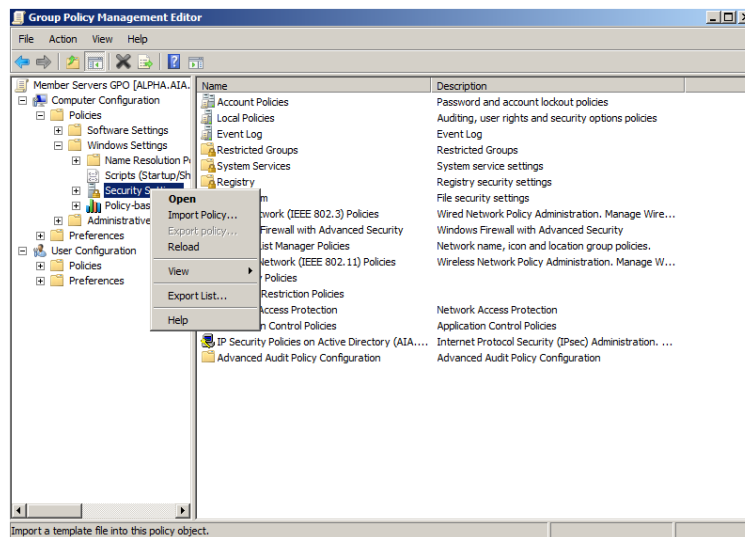 Group Policy Management Editor
File Action View Help
Member Servers GPO [ALPHA.AIA.
Computer Configuration
Policies
Software Settings
Windows Settings
Name Resolution P
Scripts (Startup/Sh
Security
Policy-bas
Administrative
Preferences
User Configuration
Policies
Preferences
Open
Import Policy...
Export policy...
Reload
View
Export List...
Help
Name Description
Account Policies Password and account lockout policies
Local Policies Auditing, user rights and security options policies
Event Log Event Log
Restricted Groups Restricted Groups
System Services System service settings
Registry Registry security settings
m File security settings
work (IEEE 802.3) Policies Wired Network Policy Administration. Manage Wire...
Firewall with Advanced Security Windows Firewall with Advanced Security
ist Manager Policies Network name, icon and location group policies.
Network (IEEE 802.11) Policies Wireless Network Policy Administration. Manage W...
Policies
Restriction Policies
Access Protection Network Access Protection
n Control Policies Application Control Policies
IP Security Policies on Active Directory (AIA.... Internet Protocol Security (IPsec) Administration. ...
Advanced Audit Policy Configuration Advanced Audit Policy Configuration
Import a template file into this policy object.